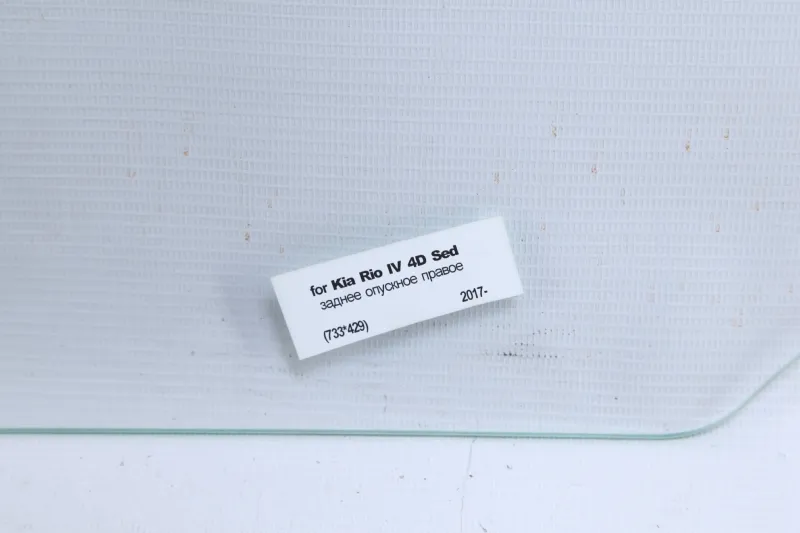 for Kia Rio IV 4D Sed
заднее опускное правое
2017-
(733*429)